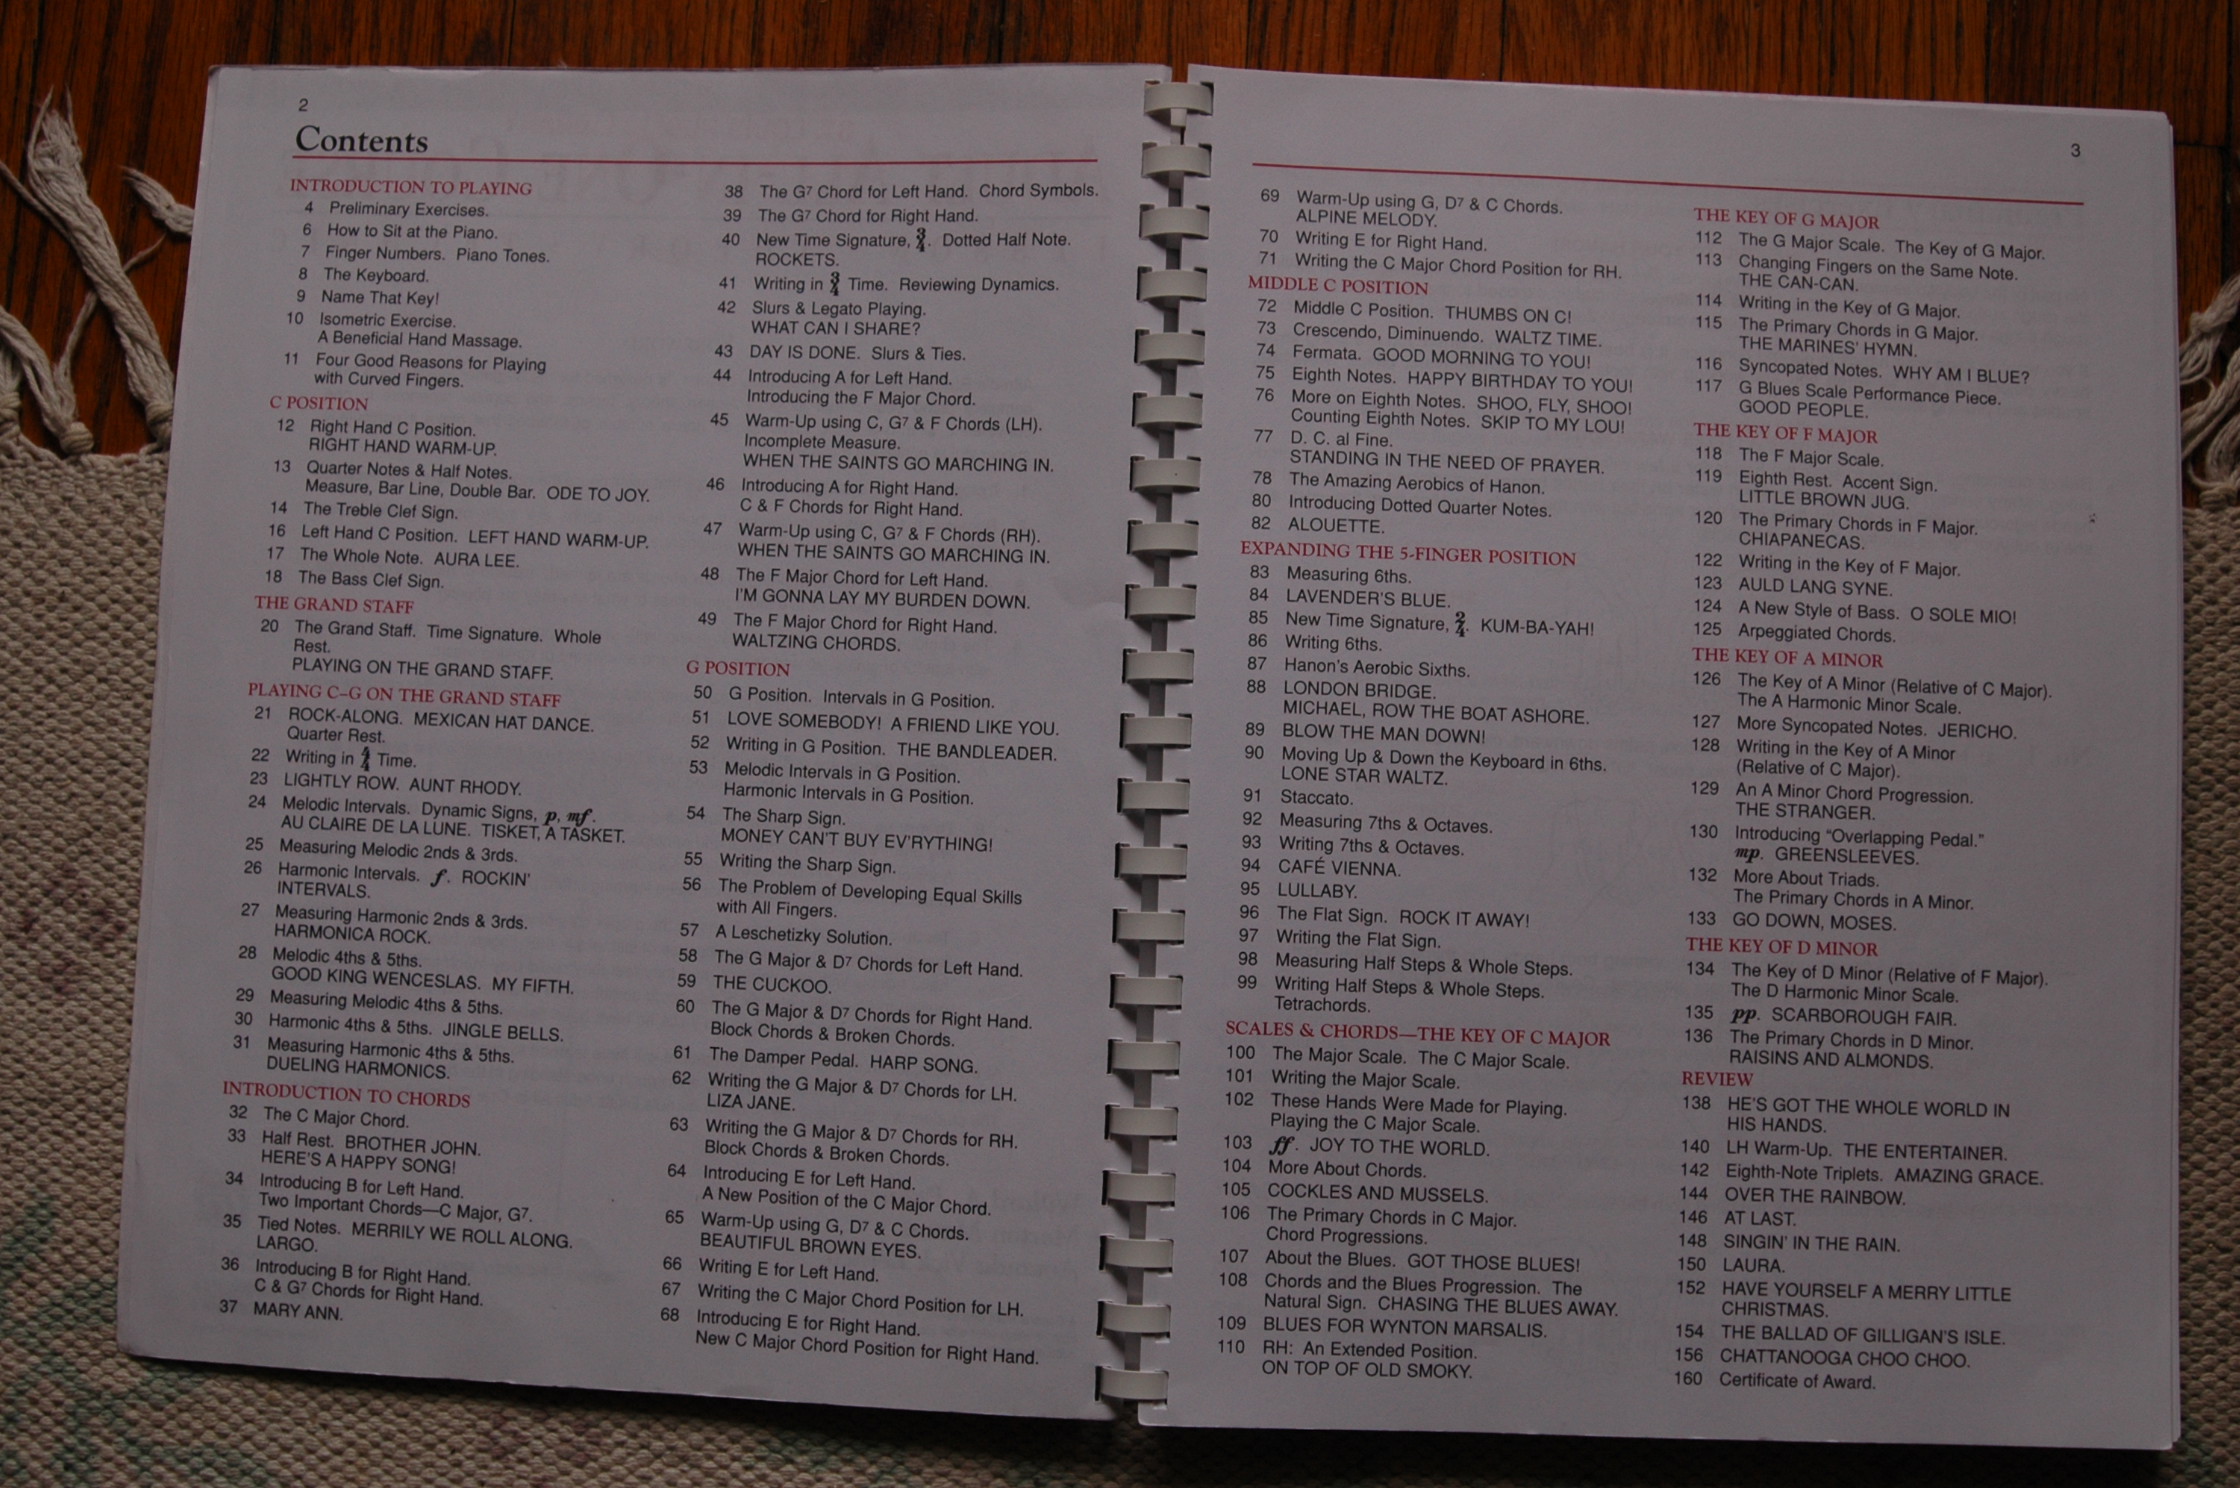 2
Contents
INTRODUCTION TO PLAYING
4 Preliminary Exercises.
6 How to Sit at the Piano.
7 Finger Numbers. Piano Tones.
8 The Keyboard.
9 Name That Key!
10 Isometric Exercise.
A Beneficial Hand Massage.
11 Four Good Reasons for Playing
with Curved Fingers.
C POSITION
12 Right Hand C Position.
RIGHT HAND WARM-UP.
13 Quarter Notes & Half Notes.
Measure, Bar Line, Double Bar. ODE TO JOY.
14 The Treble Clef Sign.
16 Left Hand C Position. LEFT HAND WARM-UP.
17 The Whole Note. AURA LEE.
18 The Bass Clef Sign.
THE GRAND STAFF
20 The Grand Staff. Time Signature. Whole
Rest.
PLAYING ON THE GRAND STAFF.
PLAYING C–G ON THE GRAND STAFF
21 ROCK-ALONG. MEXICAN HAT DANCE.
Quarter Rest.
22 Writing in 4/4 Time.
23 LIGHTLY ROW. AUNT RHODY.
24 Melodic Intervals. Dynamic Signs, p, mf.
AU CLAIRE DE LA LUNE. TISKET, A TASKET.
25 Measuring Melodic 2nds & 3rds.
26 Harmonic Intervals. f. ROCKIN'
INTERVALS.
27 Measuring Harmonic 2nds & 3rds.
HARMONICA ROCK.
28 Melodic 4ths & 5ths.
GOOD KING WENCESLAS. MY FIFTH.
29 Measuring Melodic 4ths & 5ths.
30 Harmonic 4ths & 5ths. JINGLE BELLS.
31 Measuring Harmonic 4ths & 5ths.
DUELING HARMONICS.
INTRODUCTION TO CHORDS
32 The C Major Chord.
33 Half Rest. BROTHER JOHN.
HERE'S A HAPPY SONG!
34 Introducing B for Left Hand.
Two Important Chords—C Major, G7.
35 Tied Notes. MERRILY WE ROLL ALONG.
LARGO.
36 Introducing B for Right Hand.
C & G7 Chords for Right Hand.
37 MARY ANN.
38 The G7 Chord for Left Hand. Chord Symbols.
39 The G7 Chord for Right Hand.
40 New Time Signature, 3/4. Dotted Half Note.
ROCKETS.
41 Writing in 3/4 Time. Reviewing Dynamics.
42 Slurs & Legato Playing.
WHAT CAN I SHARE?
43 DAY IS DONE. Slurs & Ties.
44 Introducing A for Left Hand.
Introducing the F Major Chord.
45 Warm-Up using C, G7 & F Chords (LH).
Incomplete Measure.
WHEN THE SAINTS GO MARCHING IN.
46 Introducing A for Right Hand.
C & F Chords for Right Hand.
47 Warm-Up using C, G7 & F Chords (RH).
WHEN THE SAINTS GO MARCHING IN.
48 The F Major Chord for Left Hand.
I'M GONNA LAY MY BURDEN DOWN.
49 The F Major Chord for Right Hand.
WALTZING CHORDS.
G POSITION
50 G Position. Intervals in G Position.
51 LOVE SOMEBODY! A FRIEND LIKE YOU.
52 Writing in G Position. THE BANDLEADER.
53 Melodic Intervals in G Position.
Harmonic Intervals in G Position.
54 The Sharp Sign.
MONEY CAN'T BUY EV'RYTHING!
55 Writing the Sharp Sign.
56 The Problem of Developing Equal Skills
with All Fingers.
57 A Leschetizky Solution.
58 The G Major & D7 Chords for Left Hand.
59 THE CUCKOO.
60 The G Major & D7 Chords for Right Hand.
Block Chords & Broken Chords.
61 The Damper Pedal. HARP SONG.
62 Writing the G Major & D7 Chords for LH.
LIZA JANE.
63 Writing the G Major & D7 Chords for RH.
Block Chords & Broken Chords.
64 Introducing E for Left Hand.
A New Position of the C Major Chord.
65 Warm-Up using G, D7 & C Chords.
BEAUTIFUL BROWN EYES.
66 Writing E for Left Hand.
67 Writing the C Major Chord Position for LH.
68 Introducing E for Right Hand.
New C Major Chord Position for Right Hand.
3
69 Warm-Up using G, D7 & C Chords.
ALPINE MELODY.
70 Writing E for Right Hand.
71 Writing the C Major Chord Position for RH.
MIDDLE C POSITION
72 Middle C Position. THUMBS ON C!
73 Crescendo, Diminuendo. WALTZ TIME.
74 Fermata. GOOD MORNING TO YOU!
75 Eighth Notes. HAPPY BIRTHDAY TO YOU!
76 More on Eighth Notes. SHOO, FLY, SHOO!
Counting Eighth Notes. SKIP TO MY LOU!
77 D. C. al Fine.
STANDING IN THE NEED OF PRAYER.
78 The Amazing Aerobics of Hanon.
80 Introducing Dotted Quarter Notes.
82 ALOUETTE.
EXPANDING THE 5-FINGER POSITION
83 Measuring 6ths.
84 LAVENDER'S BLUE.
85 New Time Signature, 2/4. KUM-BA-YAH!
86 Writing 6ths.
87 Hanon's Aerobic Sixths.
88 LONDON BRIDGE.
MICHAEL, ROW THE BOAT ASHORE.
89 BLOW THE MAN DOWN!
90 Moving Up & Down the Keyboard in 6ths.
LONE STAR WALTZ.
91 Staccato.
92 Measuring 7ths & Octaves.
93 Writing 7ths & Octaves.
94 CAFÉ VIENNA.
95 LULLABY.
96 The Flat Sign. ROCK IT AWAY!
97 Writing the Flat Sign.
98 Measuring Half Steps & Whole Steps.
99 Writing Half Steps & Whole Steps.
Tetrachords.
SCALES & CHORDS—THE KEY OF C MAJOR
100 The Major Scale. The C Major Scale.
101 Writing the Major Scale.
102 These Hands Were Made for Playing.
Playing the C Major Scale.
103 ff. JOY TO THE WORLD.
104 More About Chords.
105 COCKLES AND MUSSELS.
106 The Primary Chords in C Major.
Chord Progressions.
107 About the Blues. GOT THOSE BLUES!
108 Chords and the Blues Progression. The
Natural Sign. CHASING THE BLUES AWAY.
109 BLUES FOR WYNTON MARSALIS.
110 RH: An Extended Position.
ON TOP OF OLD SMOKY.
THE KEY OF G MAJOR
112 The G Major Scale. The Key of G Major.
113 Changing Fingers on the Same Note.
THE CAN-CAN.
114 Writing in the Key of G Major.
115 The Primary Chords in G Major.
THE MARINES' HYMN.
116 Syncopated Notes. WHY AM I BLUE?
117 G Blues Scale Performance Piece.
GOOD PEOPLE.
THE KEY OF F MAJOR
118 The F Major Scale.
119 Eighth Rest. Accent Sign.
LITTLE BROWN JUG.
120 The Primary Chords in F Major.
CHIAPANECAS.
122 Writing in the Key of F Major.
123 AULD LANG SYNE.
124 A New Style of Bass. O SOLE MIO!
125 Arpeggiated Chords.
THE KEY OF A MINOR
126 The Key of A Minor (Relative of C Major).
The A Harmonic Minor Scale.
127 More Syncopated Notes. JERICHO.
128 Writing in the Key of A Minor
(Relative of C Major).
129 An A Minor Chord Progression.
THE STRANGER.
130 Introducing "Overlapping Pedal."
mp. GREENSLEEVES.
132 More About Triads.
The Primary Chords in A Minor.
133 GO DOWN, MOSES.
THE KEY OF D MINOR
134 The Key of D Minor (Relative of F Major).
The D Harmonic Minor Scale.
135 pp. SCARBOROUGH FAIR.
136 The Primary Chords in D Minor.
RAISINS AND ALMONDS.
REVIEW
138 HE'S GOT THE WHOLE WORLD IN
HIS HANDS.
140 LH Warm-Up. THE ENTERTAINER.
142 Eighth-Note Triplets. AMAZING GRACE.
144 OVER THE RAINBOW.
146 AT LAST.
148 SINGIN' IN THE RAIN.
150 LAURA.
152 HAVE YOURSELF A MERRY LITTLE
CHRISTMAS.
154 THE BALLAD OF GILLIGAN'S ISLE.
156 CHATTANOOGA CHOO CHOO.
160 Certificate of Award.